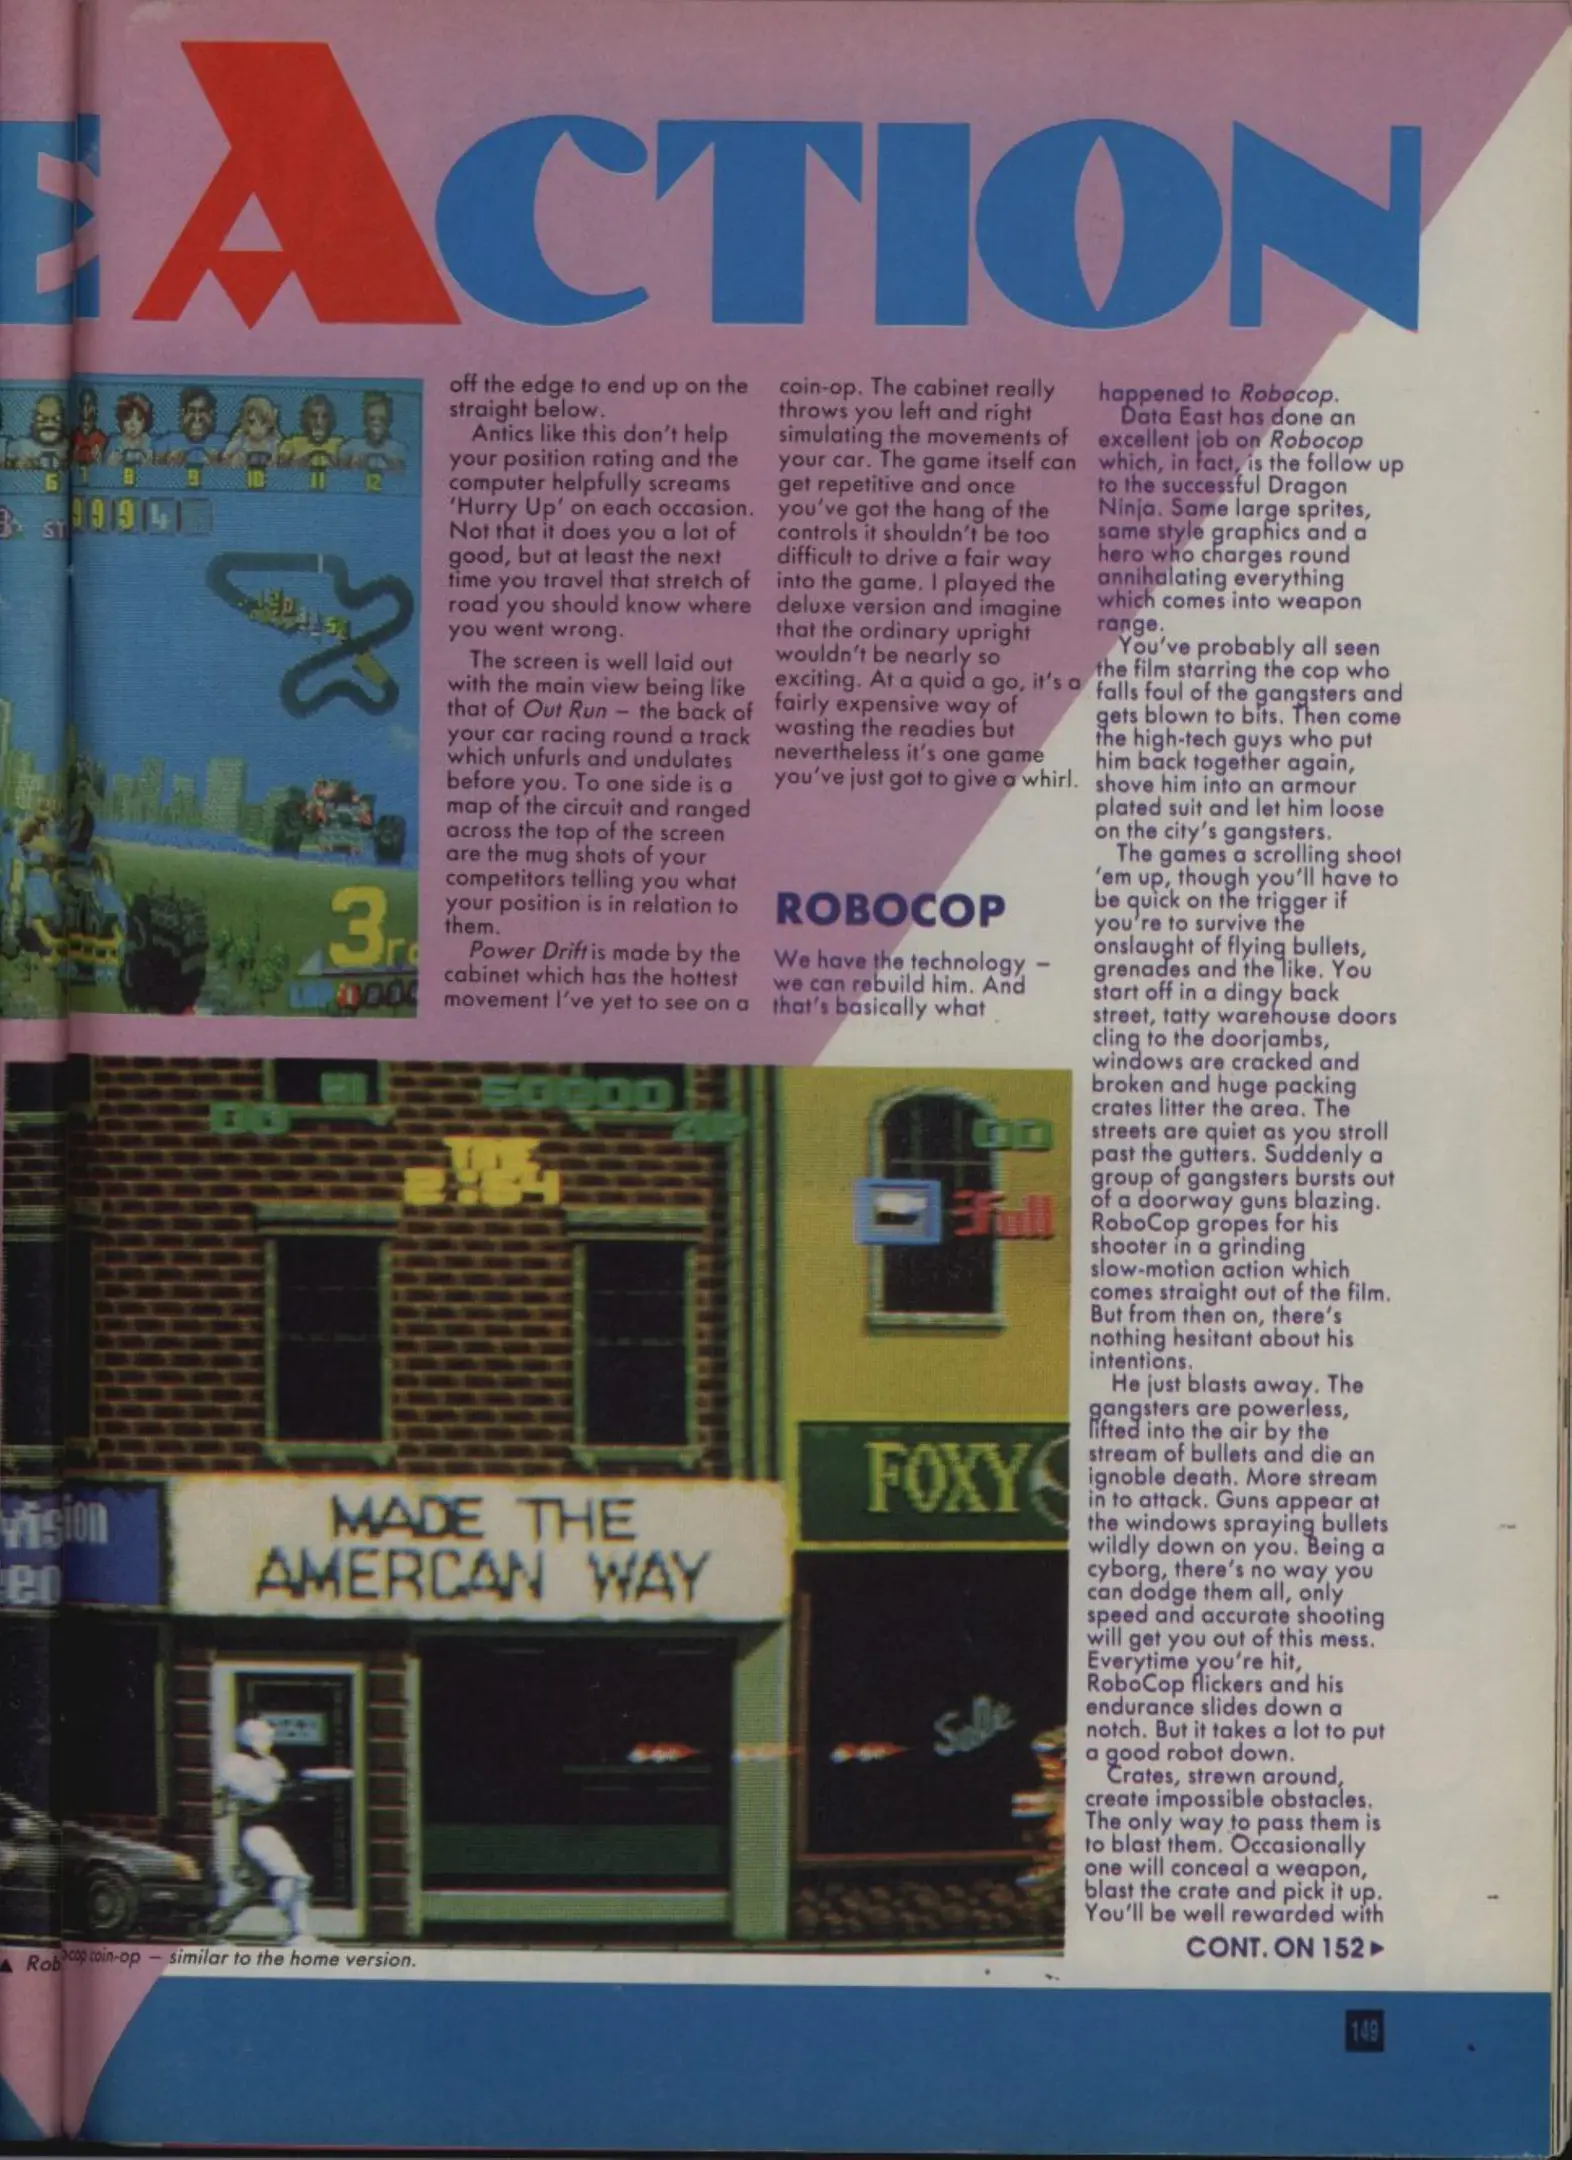 ACTION
6 7 8 9 10 11 12
3rd
off the edge to end up on the
straight below.
Antics like this don't help
your position rating and the
computer helpfully screams
'Hurry Up' on each occasion.
Not that it does you a lot of
good, but at least the next
time you travel that stretch of
road you should know where
you went wrong.
The screen is well laid out
with the main view being like
that of Out Run – the back of
your car racing round a track
which unfurls and undulates
before you. To one side is a
map of the circuit and ranged
across the top of the screen
are the mug shots of your
competitors telling you what
your position is in relation to
them.
Power Drift is made by the
cabinet which has the hottest
movement I've yet to see on a
coin-op. The cabinet really
throws you left and right
simulating the movements of
your car. The game itself can
get repetitive and once
you've got the hang of the
controls it shouldn't be too
difficult to drive a fair way
into the game. I played the
deluxe version and imagine
that the ordinary upright
wouldn't be nearly so
exciting. At a quid a go, it's a
fairly expensive way of
wasting the readies but
nevertheless it's one game
you've just got to give a whirl.
ROBOCOP
We have the technology –
we can rebuild him. And
that's basically what
happened to Robocop.
Data East has done an
excellent job on Robocop
which, in fact, is the follow up
to the successful Dragon
Ninja. Same large sprites,
same style graphics and a
hero who charges round
annihalating everything
which comes into weapon
range.
You've probably all seen
the film starring the cop who
falls foul of the gangsters and
gets blown to bits. Then come
the high-tech guys who put
him back together again,
shove him into an armour
plated suit and let him loose
on the city's gangsters.
The games a scrolling shoot
'em up, though you'll have to
be quick on the trigger if
you're to survive the
onslaught of flying bullets,
grenades and the like. You
start off in a dingy back
street, tatty warehouse doors
cling to the doorjambs,
windows are cracked and
broken and huge packing
crates litter the area. The
streets are quiet as you stroll
past the gutters. Suddenly a
group of gangsters bursts out
of a doorway guns blazing.
RoboCop gropes for his
shooter in a grinding
slow-motion action which
comes straight out of the film.
But from then on, there's
nothing hesitant about his
intentions.
He just blasts away. The
gangsters are powerless,
lifted into the air by the
stream of bullets and die an
ignoble death. More stream
in to attack. Guns appear at
the windows spraying bullets
wildly down on you. Being a
cyborg, there's no way you
can dodge them all, only
speed and accurate shooting
will get you out of this mess.
Everytime you're hit,
RoboCop flickers and his
endurance slides down a
notch. But it takes a lot to put
a good robot down.
Crates, strewn around,
create impossible obstacles.
The only way to pass them is
to blast them. Occasionally
one will conceal a weapon,
blast the crate and pick it up.
You'll be well rewarded with
CONT. ON 152 ►
00 HI 50000 2UP 00
TIME
2:54
Full
vision
eo
MADE THE
AMERCAN WAY
FOXY
Sale
▲ Robocop coin-op – similar to the home version.
149